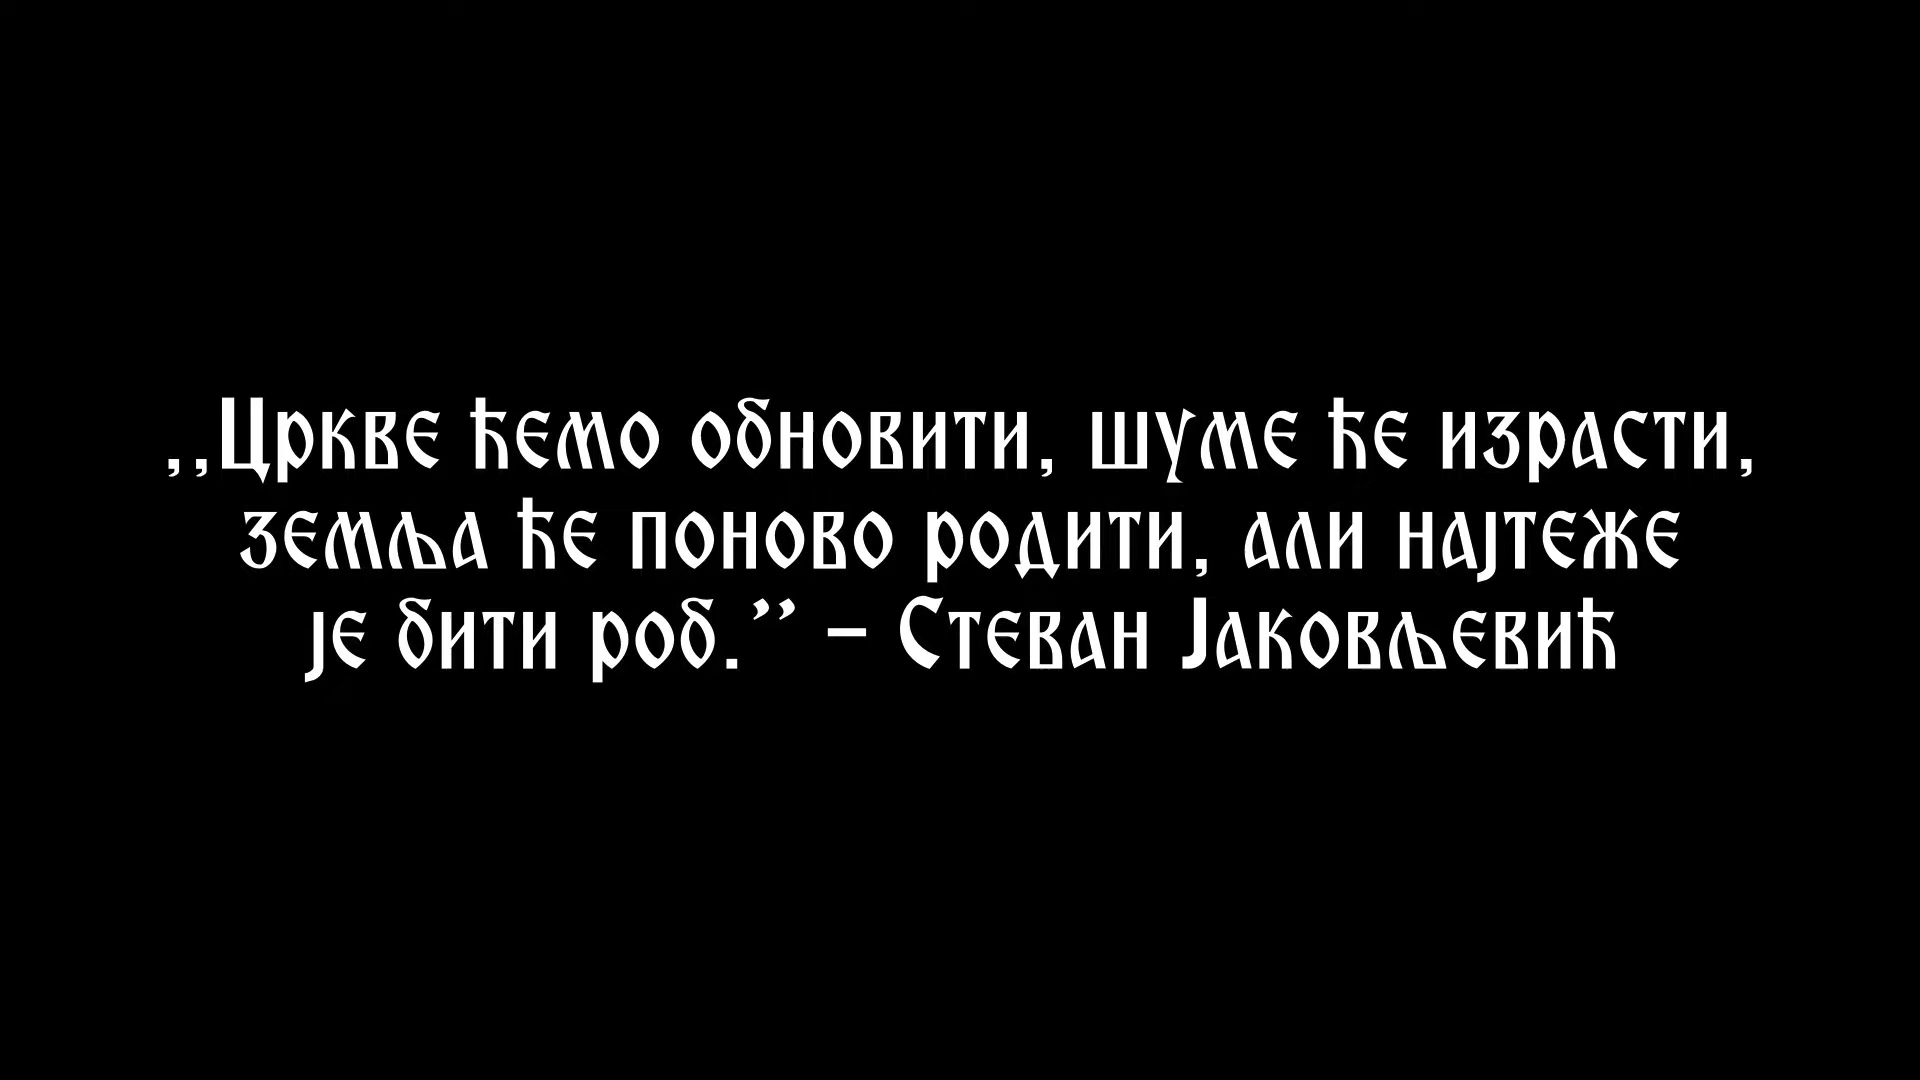 ,,Цркве ћемо обновити, шуме ће израсти,
земља ће поново родити, али најтеже
је бити роб.’’ – Стеван Јаковљевић